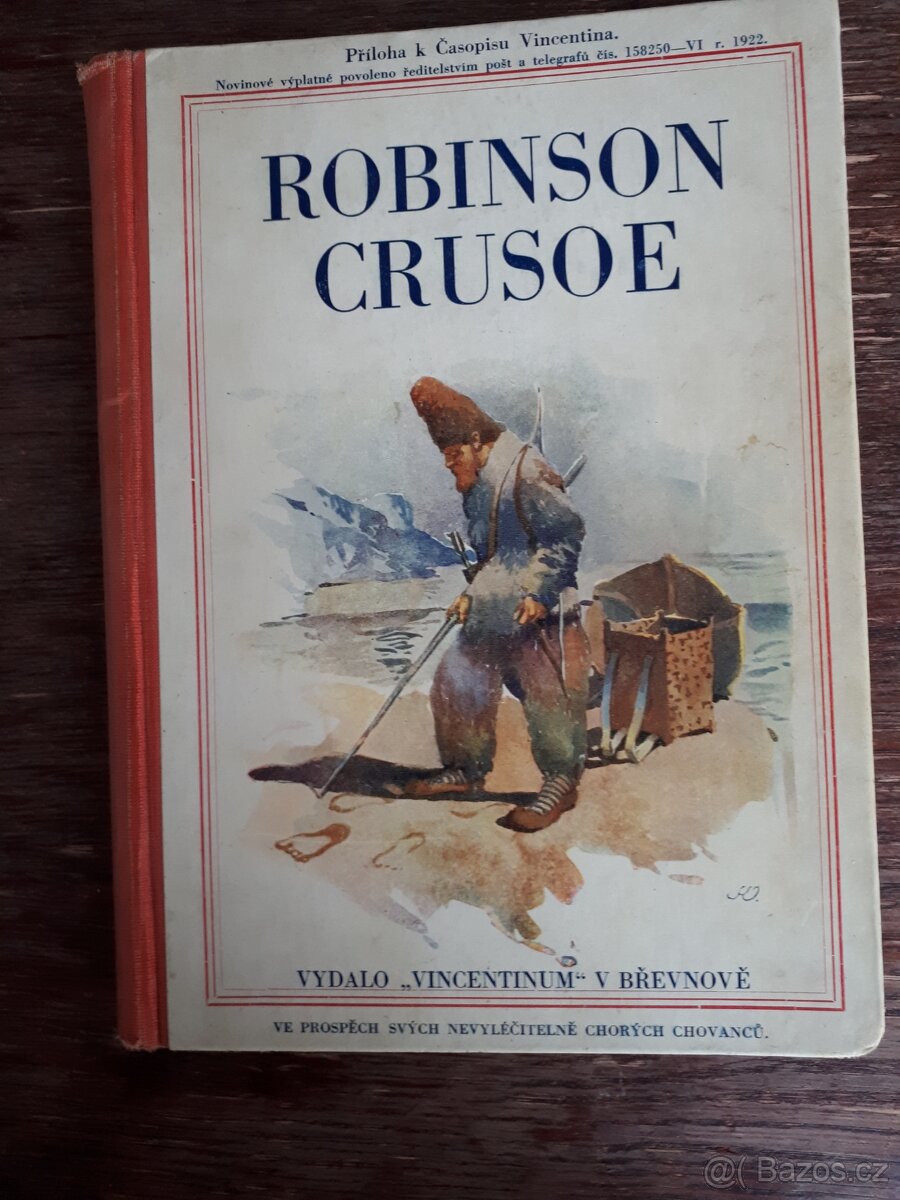 Příloha k Časopisu Vincentina.
Novinové výplatné povoleno ředitelstvím pošt a telegrafů čís. 158250—VI r. 1922.
ROBINSON
CRUSOE
VYDALO „VINCENTINUM“ V BŘEVNOVĚ
VE PROSPĚCH SVÝCH NEVYLÉČITELNĚ CHORÝCH CHOVANCŮ.
@( Bazos.cz